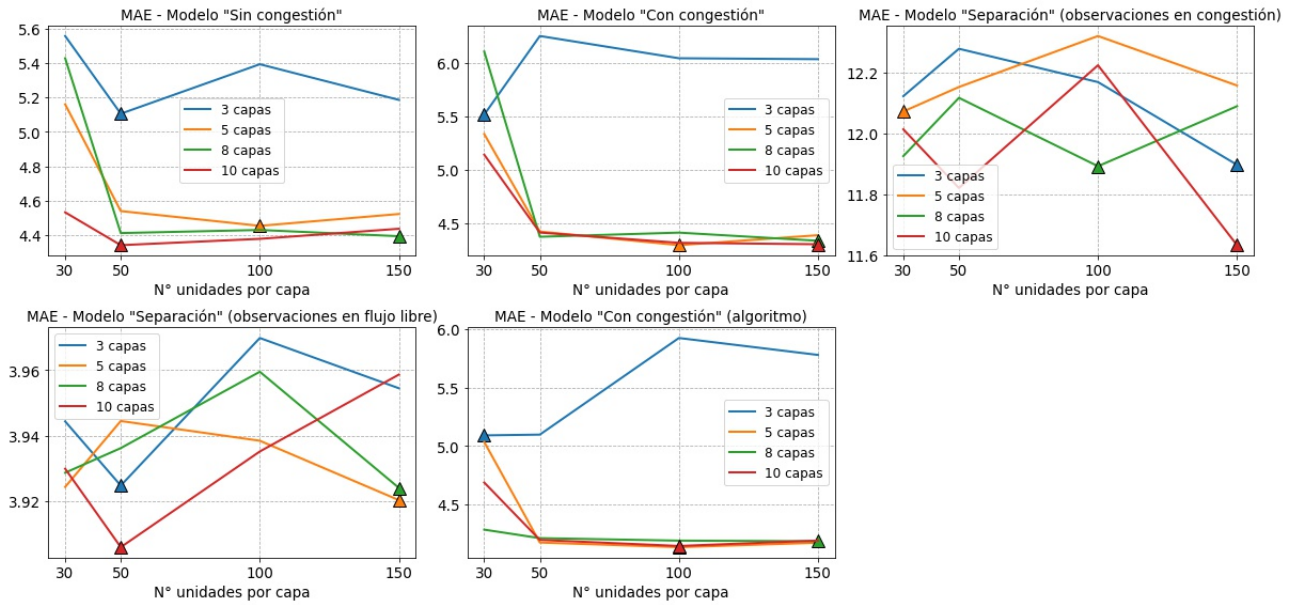 MAE - Modelo "Sin congestión"
5.6
5.4
5.2
5.0
4.8
4.6
4.4
3 capas
5 capas
8 capas
10 capas
30 50 100 150
N° unidades por capa
MAE - Modelo "Con congestión"
6.0
5.5
5.0
4.5
3 capas
5 capas
8 capas
10 capas
30 50 100 150
N° unidades por capa
MAE - Modelo "Separación" (observaciones en congestión)
12.2
12.0
11.8
11.6
3 capas
5 capas
8 capas
10 capas
30 50 100 150
N° unidades por capa
MAE - Modelo "Separación" (observaciones en flujo libre)
3.96
3.94
3.92
3 capas
5 capas
8 capas
10 capas
30 50 100 150
N° unidades por capa
MAE - Modelo "Con congestión" (algoritmo)
6.0
5.5
5.0
4.5
3 capas
5 capas
8 capas
10 capas
30 50 100 150
N° unidades por capa